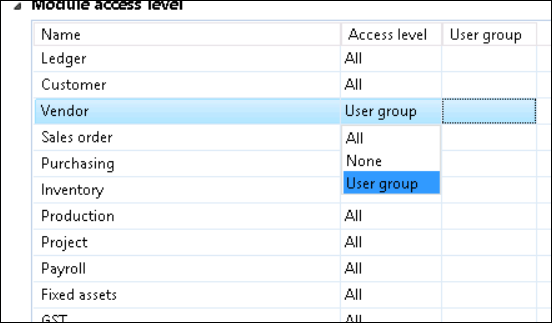 Module access level
Name Access level User group
Ledger All
Customer All
Vendor User group
Sales order All
Purchasing None
Inventory User group
Production All
Project All
Payroll All
Fixed assets All
GST All